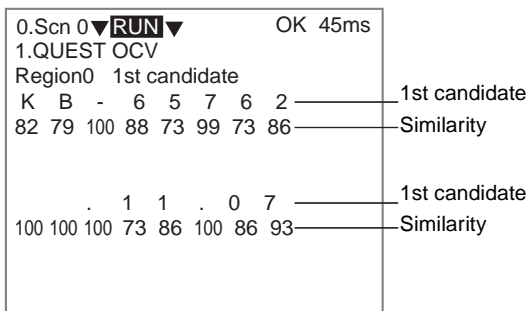 0.Scn 0▼RUN▼ OK 45ms
1.QUEST OCV
Region0 1st candidate
K B - 6 5 7 6 2 1st candidate
82 79 100 88 73 99 73 86 Similarity
. 1 1 . 0 7 1st candidate
100 100 100 73 86 100 86 93 Similarity